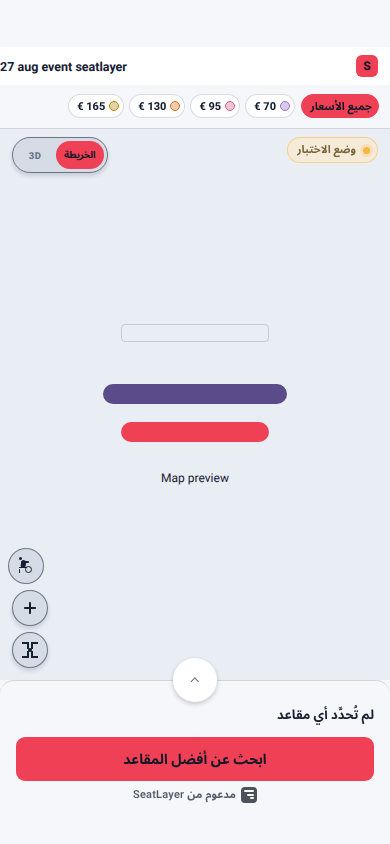 S
27 aug event seatlayer
جميع الأسعار
€ 70
€ 95
€ 130
€ 165
وضع الاختبار
الخريطة
3D
Map preview
لم تُحدَّد أي مقاعد
ابحث عن أفضل المقاعد
مدعوم من SeatLayer